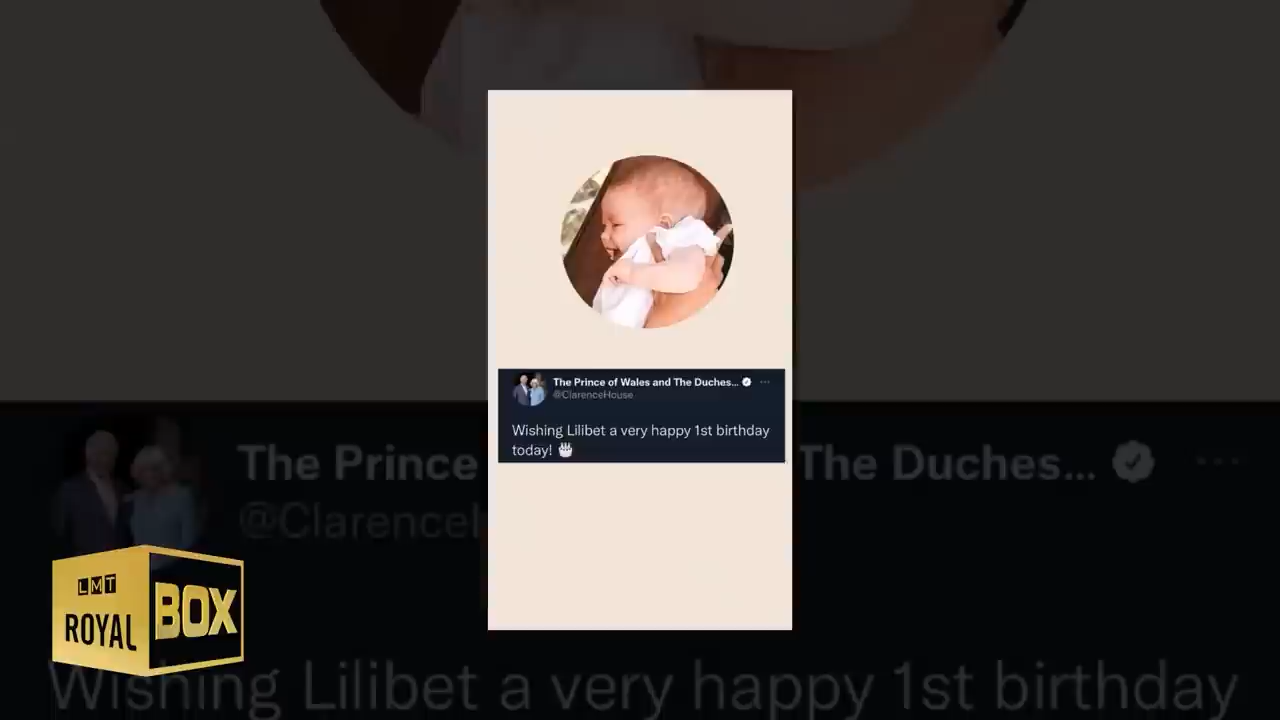 The Prince of Wales and The Duches...
@ClarenceHouse
Wishing Lilibet a very happy 1st birthday
today!
The Prince
The Duches...
@Clarenceh
LMT
ROYAL
BOX
Wishing Lilibet a very happy 1st birthday